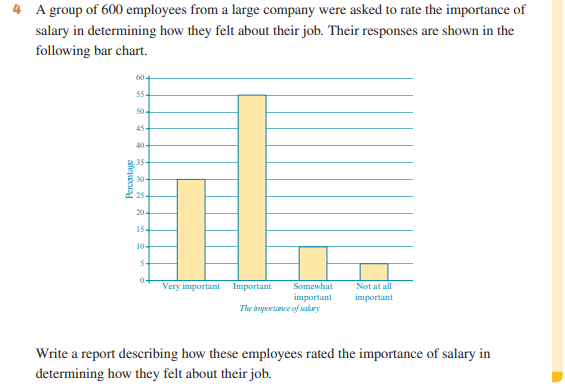 4 A group of 600 employees from a large company were asked to rate the importance of
salary in determining how they felt about their job. Their responses are shown in the
following bar chart.
60
55
50
45
40
35
30
25
20
15
10
5
0
Percentage
Very important Important Somewhat important Not at all important
The importance of salary
Write a report describing how these employees rated the importance of salary in
determining how they felt about their job.